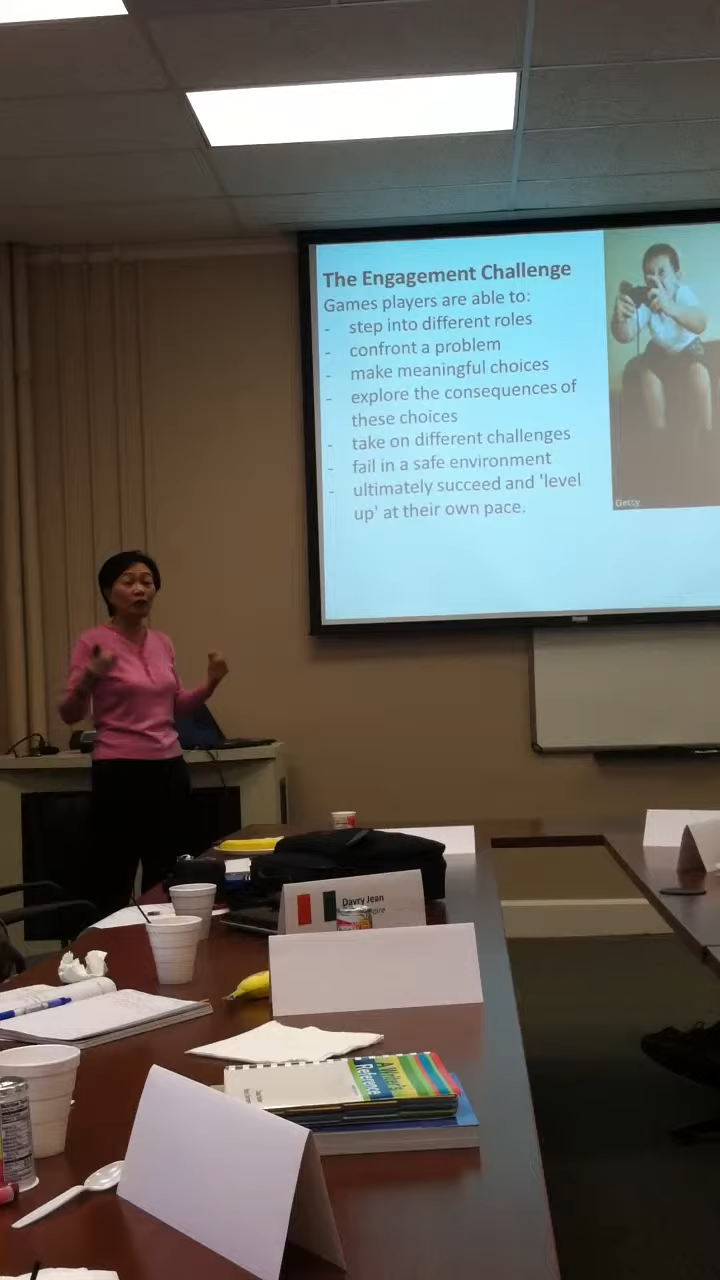 The Engagement Challenge
Games players are able to:
- step into different roles
- confront a problem
- make meaningful choices
- explore the consequences of
these choices
- take on different challenges
- fail in a safe environment
- ultimately succeed and 'level
up' at their own pace.
Getty
Davry Jean
A Writer's
Reference